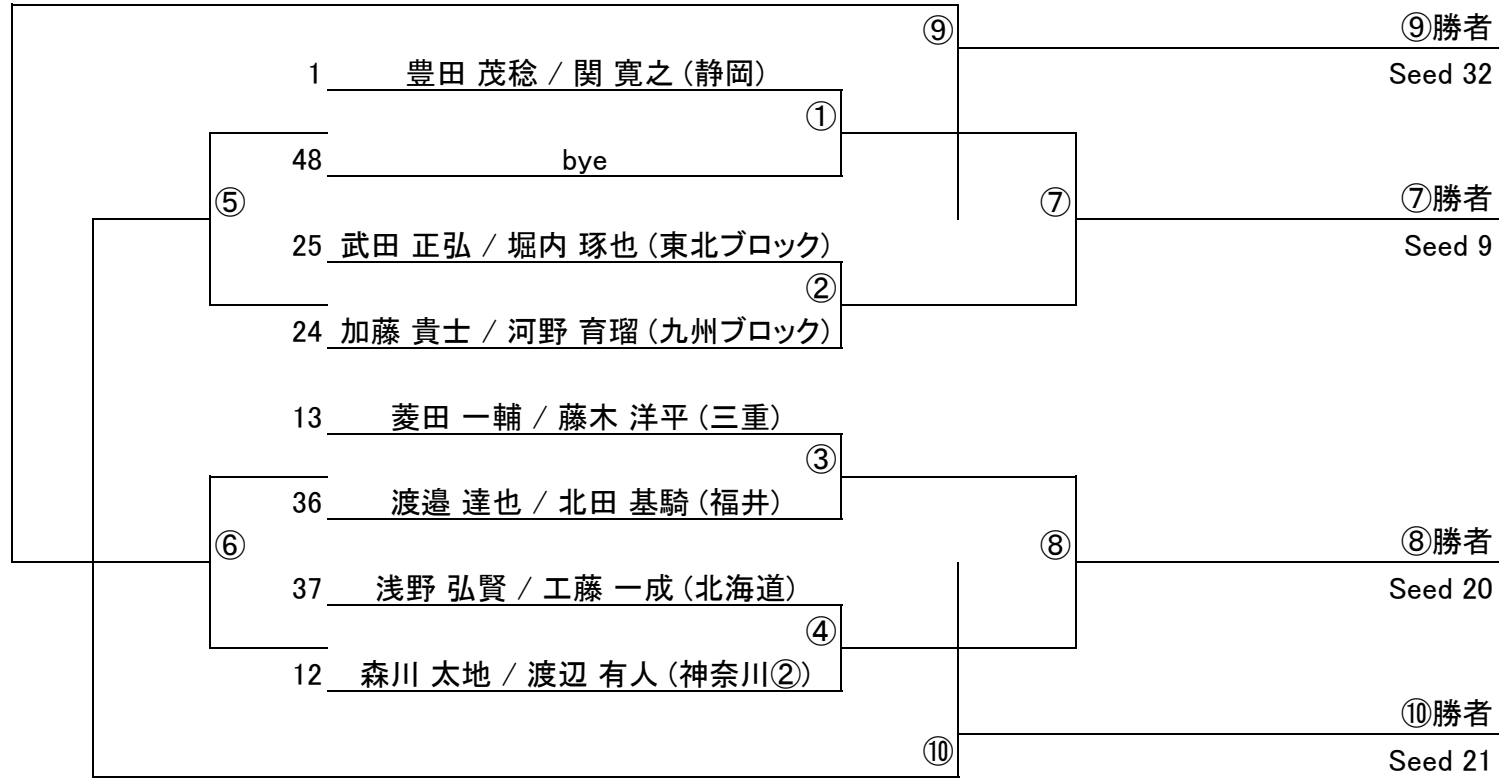 ⑨ ⑨勝者
1 豊田 茂稔 / 関 寛之 (静岡) Seed 32
①
48 bye
⑤ ⑦ ⑦勝者
25 武田 正弘 / 堀内 琢也 (東北ブロック) Seed 9
②
24 加藤 貴士 / 河野 育瑠 (九州ブロック)
13 菱田 一輔 / 藤木 洋平 (三重)
③
36 渡邉 達也 / 北田 基騎 (福井)
⑥ ⑧ ⑧勝者
37 浅野 弘賢 / 工藤 一成 (北海道) Seed 20
④
12 森川 太地 / 渡辺 有人 (神奈川②)
⑩勝者
⑩ Seed 21